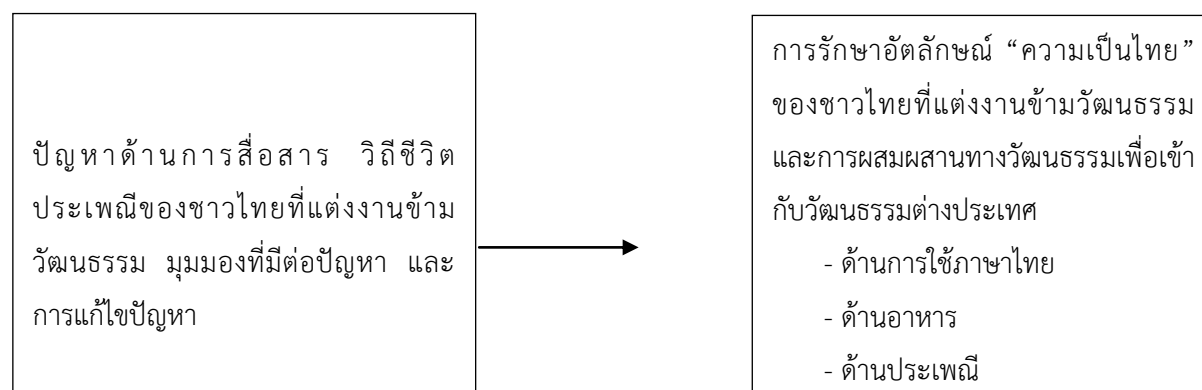 ปัญหาด้านการสื่อสาร วิถีชีวิต
ประเพณีของชาวไทยที่แต่งงานข้าม
วัฒนธรรม มุมมองที่มีต่อปัญหา และ
การแก้ไขปัญหา
การรักษาอัตลักษณ์ “ความเป็นไทย”
ของชาวไทยที่แต่งงานข้ามวัฒนธรรม
และการผสมผสานทางวัฒนธรรมเพื่อเข้า
กับวัฒนธรรมต่างประเทศ
- ด้านการใช้ภาษาไทย
- ด้านอาหาร
- ด้านประเพณี